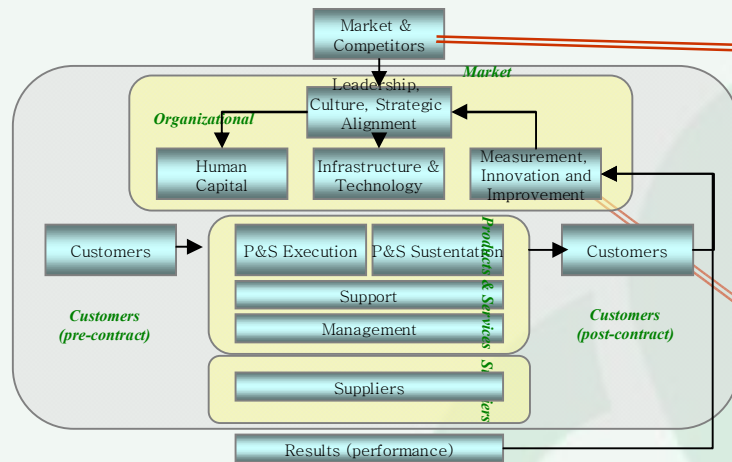 Market &
Competitors
Market
Leadership,
Culture, Strategic
Alignment
Organizational
Human
Capital
Infrastructure &
Technology
Measurement,
Innovation and
Improvement
Customers
P&S Execution
P&S Sustentation
Customers
Support
Management
Products & Services
Customers
(pre-contract)
Customers
(post-contract)
Suppliers
Suppliers
Results (performance)